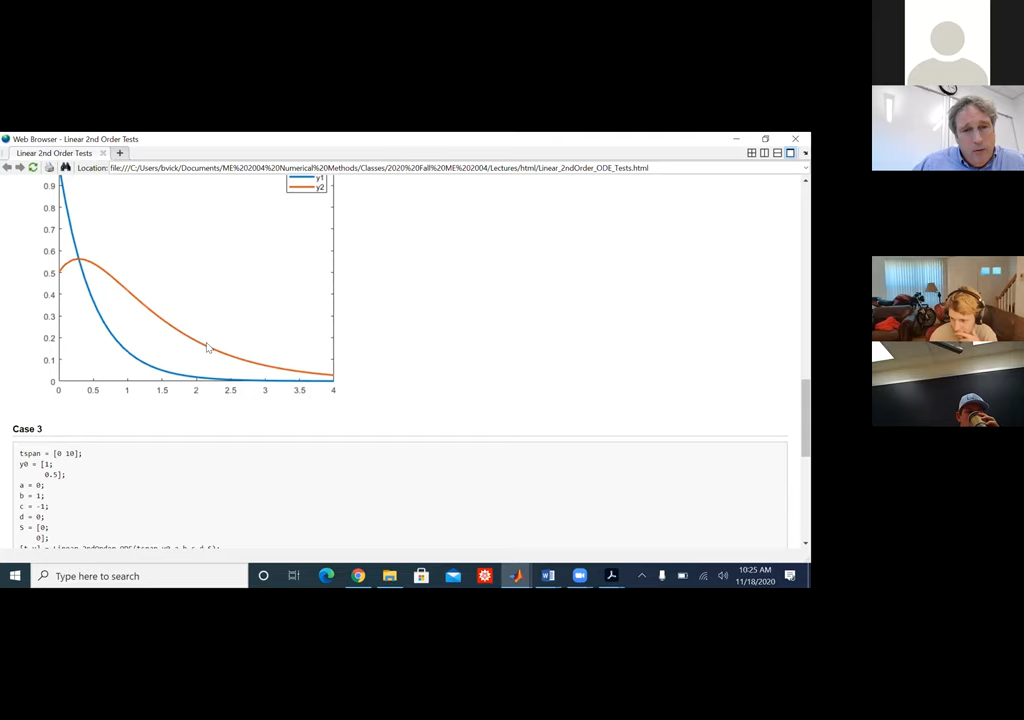 Web Browser - Linear 2nd Order Tests
Linear 2nd Order Tests
Location: file:///C:/Users/bvick/Documents/ME%202004%20Numerical%20Methods/Classes/2020%20Fall%20ME%202004/Lectures/html/Linear_2ndOrder_ODE_Tests.html
y1
y2
0.9
0.8
0.7
0.6
0.5
0.4
0.3
0.2
0.1
0
0 0.5 1 1.5 2 2.5 3 3.5 4
Case 3
tspan = [0 10];
y0 = [1;
0.5];
a = 0;
b = 1;
c = -1;
d = 0;
S = [0;
0];
[t,y] = Linear_2ndOrder_ODE(tspan,y0,a,b,c,d,S);
Type here to search
10:25 AM
11/18/2020